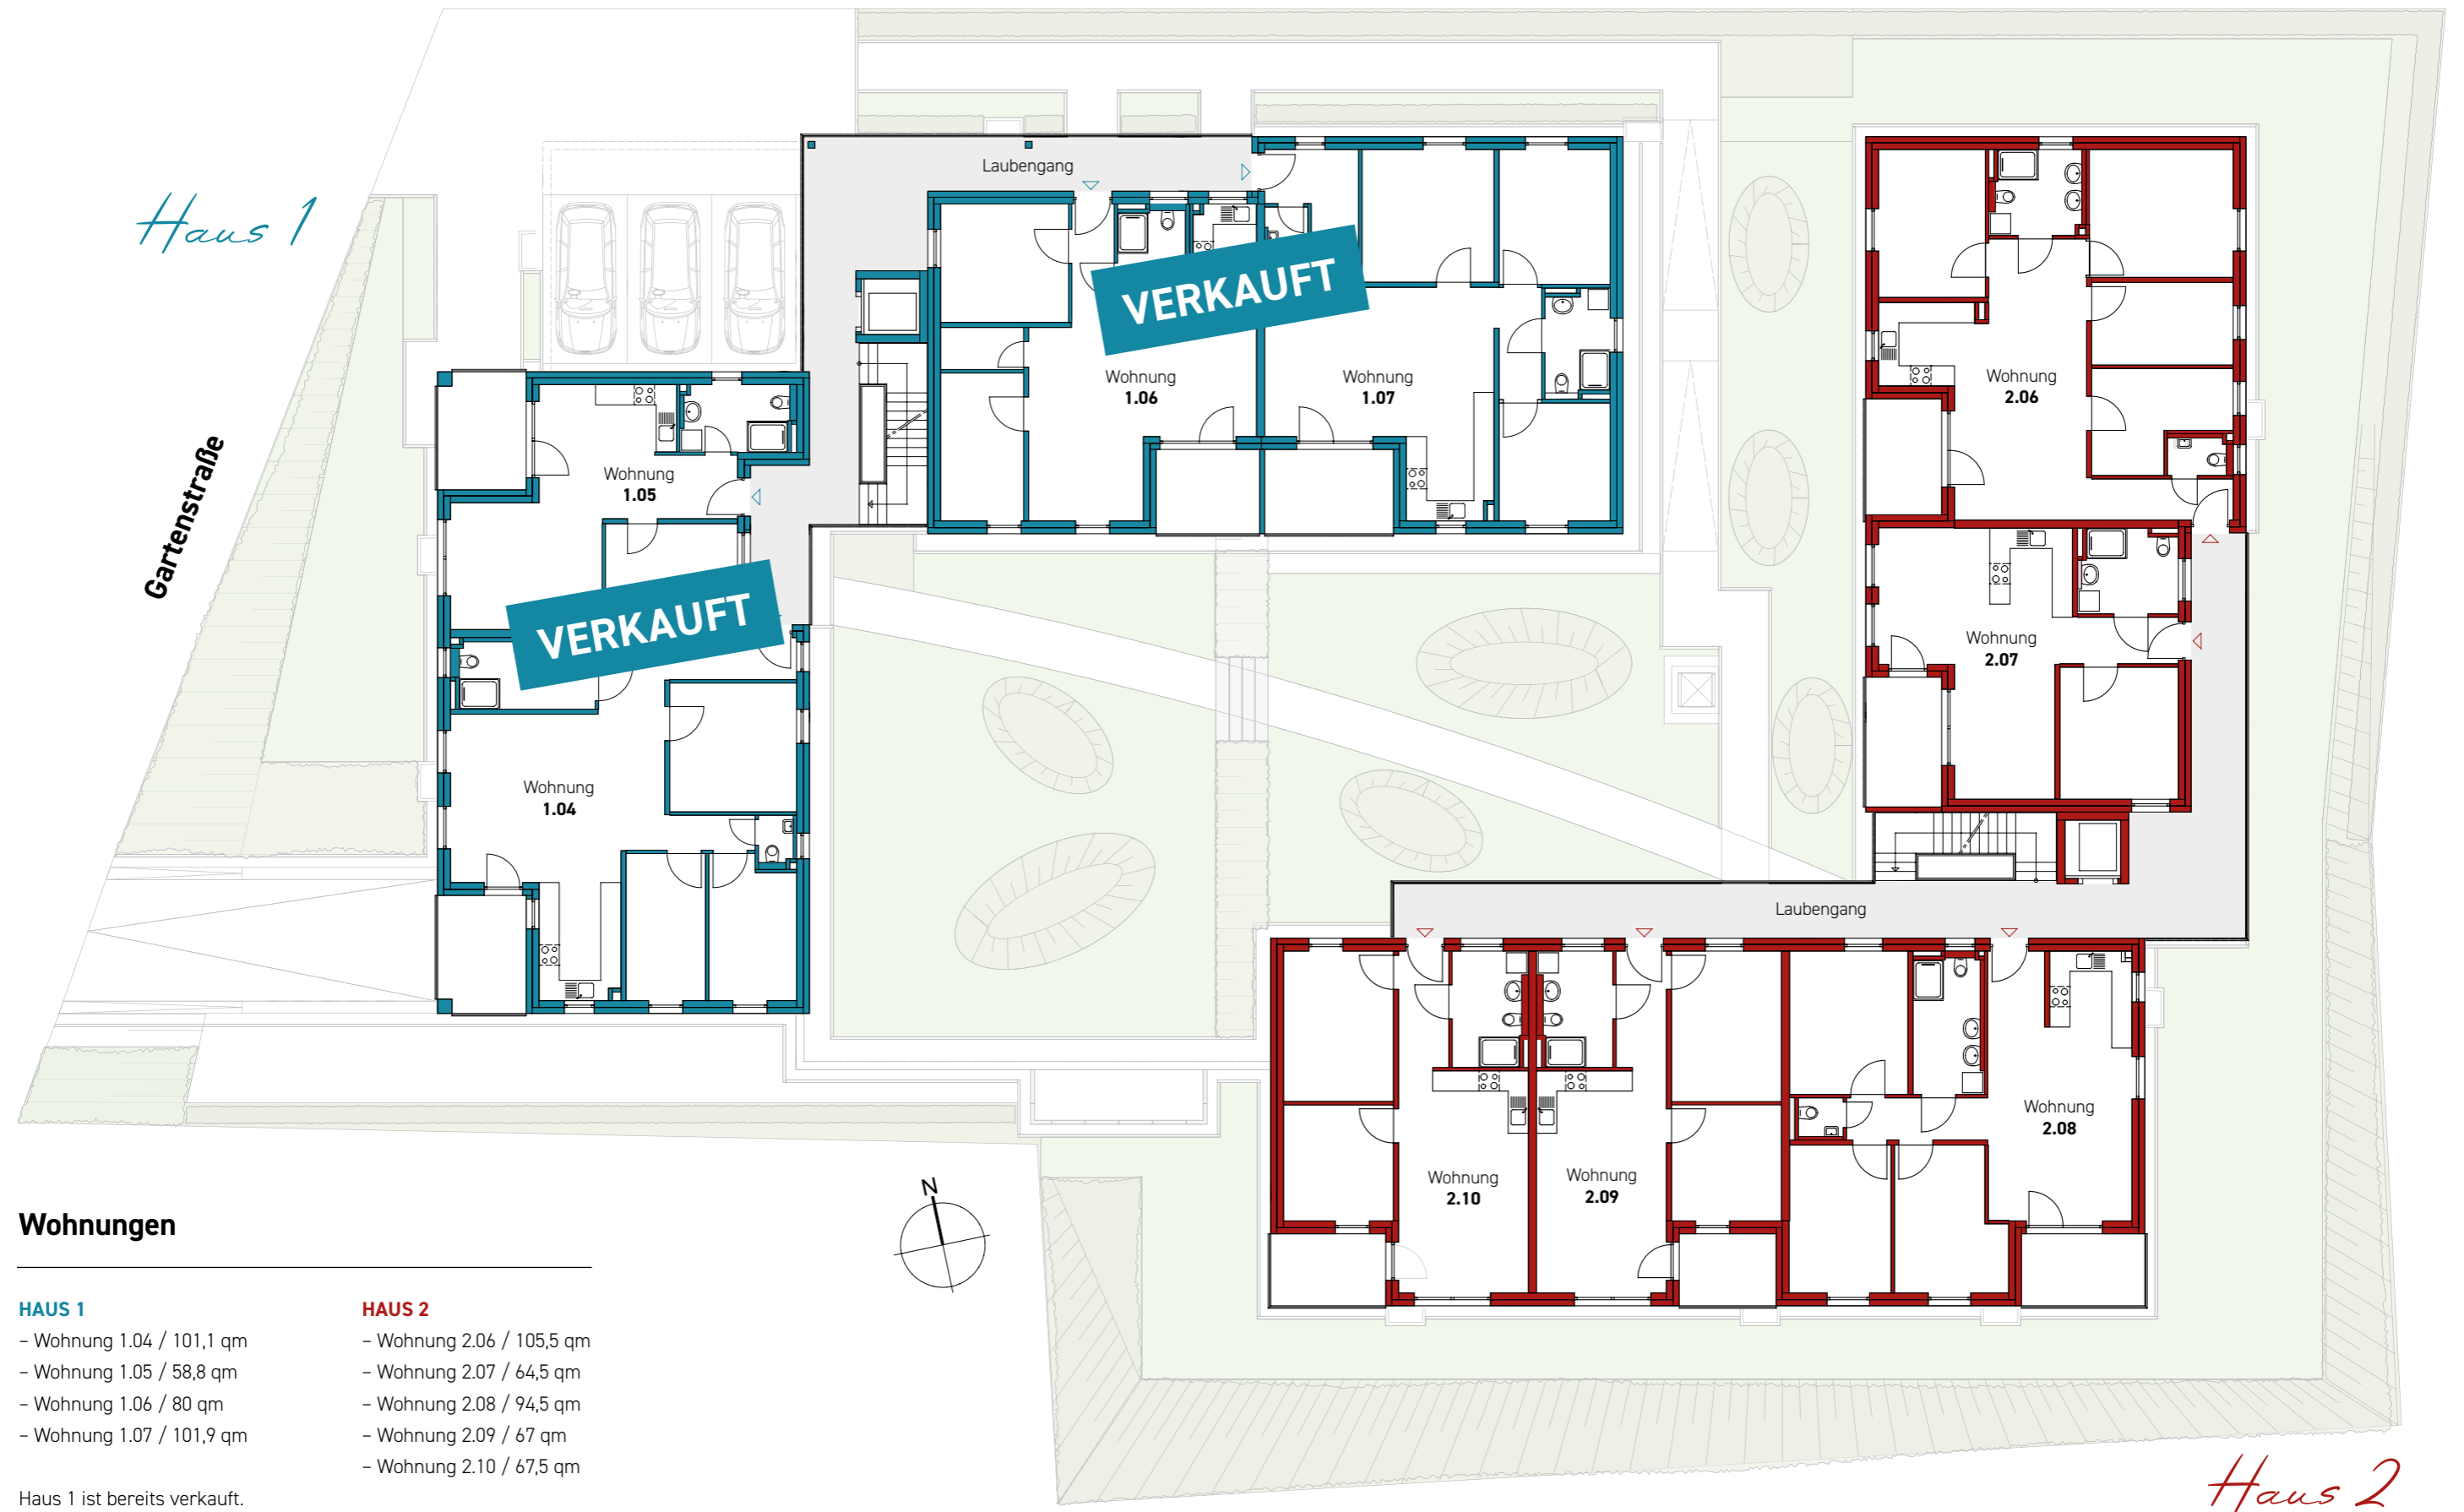 Haus 1
Gartenstraße
Laubengang
VERKAUFT
Wohnung
1.06
Wohnung
1.07
Wohnung
2.06
Wohnung
1.05
VERKAUFT
Wohnung
2.07
Wohnung
1.04
Laubengang
Wohnung
2.08
Wohnung
2.10
Wohnung
2.09
N
Wohnungen
HAUS 1
– Wohnung 1.04 / 101,1 qm
– Wohnung 1.05 / 58,8 qm
– Wohnung 1.06 / 80 qm
– Wohnung 1.07 / 101,9 qm
Haus 1 ist bereits verkauft.
HAUS 2
– Wohnung 2.06 / 105,5 qm
– Wohnung 2.07 / 64,5 qm
– Wohnung 2.08 / 94,5 qm
– Wohnung 2.09 / 67 qm
– Wohnung 2.10 / 67,5 qm
Haus 2